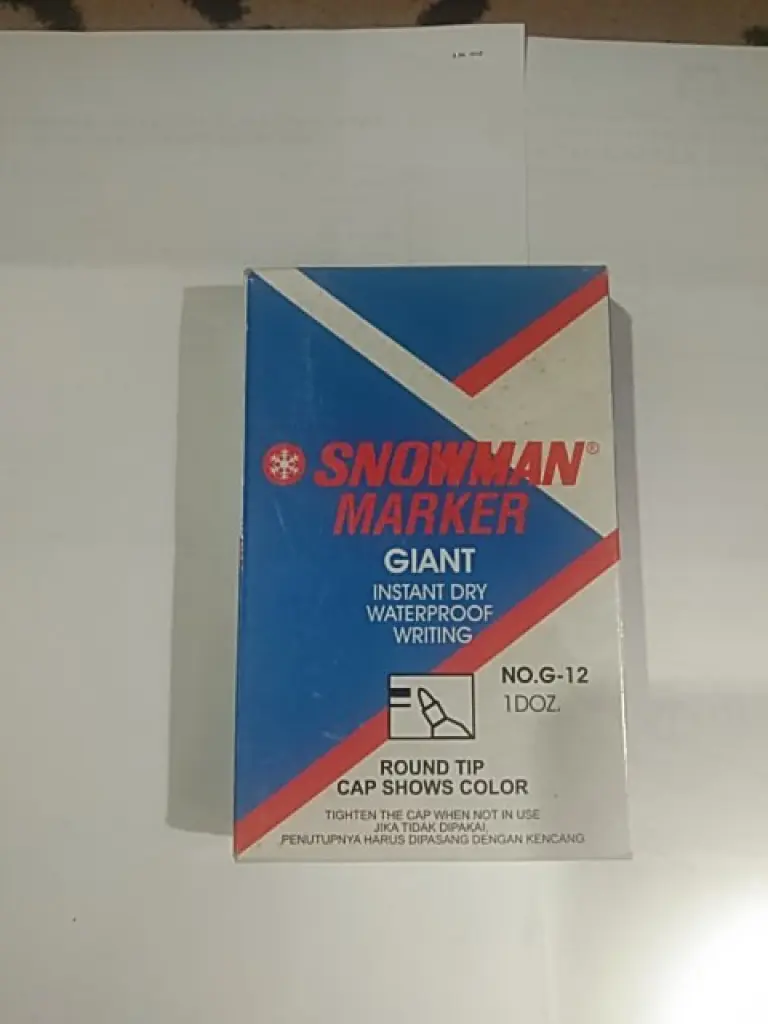 SNOWMAN®
MARKER
GIANT
INSTANT DRY
WATERPROOF
WRITING
NO.G-12
1DOZ.
ROUND TIP
CAP SHOWS COLOR
TIGHTEN THE CAP WHEN NOT IN USE
JIKA TIDAK DIPAKAI,
PENUTUPNYA HARUS DIPASANG DENGAN KENCANG